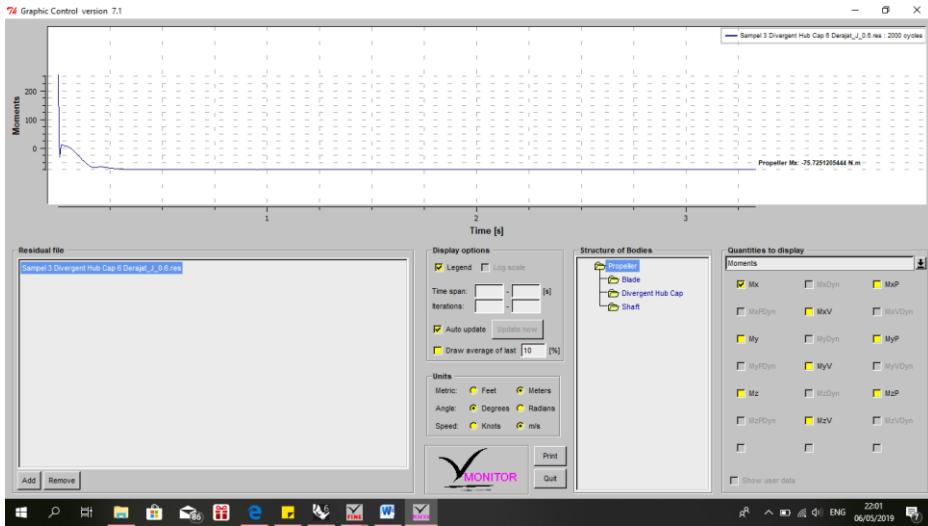 Graphic Control version 7.1
Sampel 3 Divergent Hub Cap 6 Derajat_J_0.6.res : 2000 cycles
200
100
0
Moments
Propeller Mx: -75.7251205444 N.m
1
2
3
Time [s]
Residual file
Sampel 3 Divergent Hub Cap 6 Derajat_J_0.6.res
Add
Remove
Display options
Legend
Log scale
Time span: - [s]
Iterations: -
Auto update
Update now
Draw average of last 10 [%]
Units
Metric: Feet Meters
Angle: Degrees Radians
Speed: Knots m/s
MONITOR
Print
Quit
Structure of Bodies
Propeller
Blade
Divergent Hub Cap
Shaft
Quantities to display
Moments
Mx MxDyn MxP
MxPDyn MxV MxVDyn
My MyDyn MyP
MyPDyn MyV MyVDyn
Mz MzDyn MzP
MzPDyn MzV MzVDyn
Show user data
86
ENG
22:01
06/05/2019